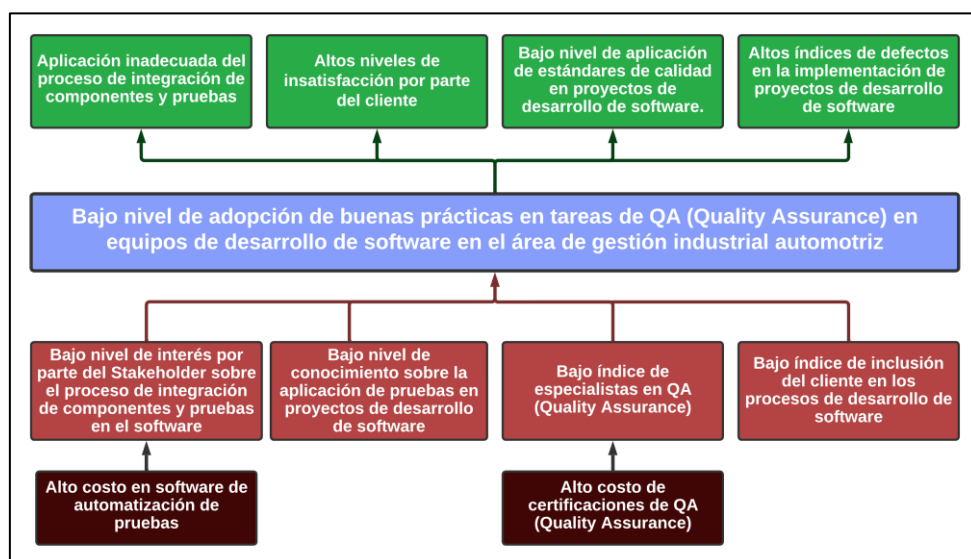 Aplicación inadecuada del
proceso de integración de
componentes y pruebas
Altos niveles de
insatisfacción por parte
del cliente
Bajo nivel de aplicación
de estándares de calidad
en proyectos de
desarrollo de software.
Altos índices de defectos
en la implementación de
proyectos de desarrollo
de software
Bajo nivel de adopción de buenas prácticas en tareas de QA (Quality Assurance) en
equipos de desarrollo de software en el área de gestión industrial automotriz
Bajo nivel de interés por
parte del Stakeholder sobre
el proceso de integración
de componentes y pruebas
en el software
Bajo nivel de
conocimiento sobre la
aplicación de pruebas en
proyectos de desarrollo
de software
Bajo índice de
especialistas en QA
(Quality Assurance)
Bajo índice de inclusión
del cliente en los
procesos de desarrollo de
software
Alto costo en software de
automatización de
pruebas
Alto costo de
certificaciones de QA
(Quality Assurance)